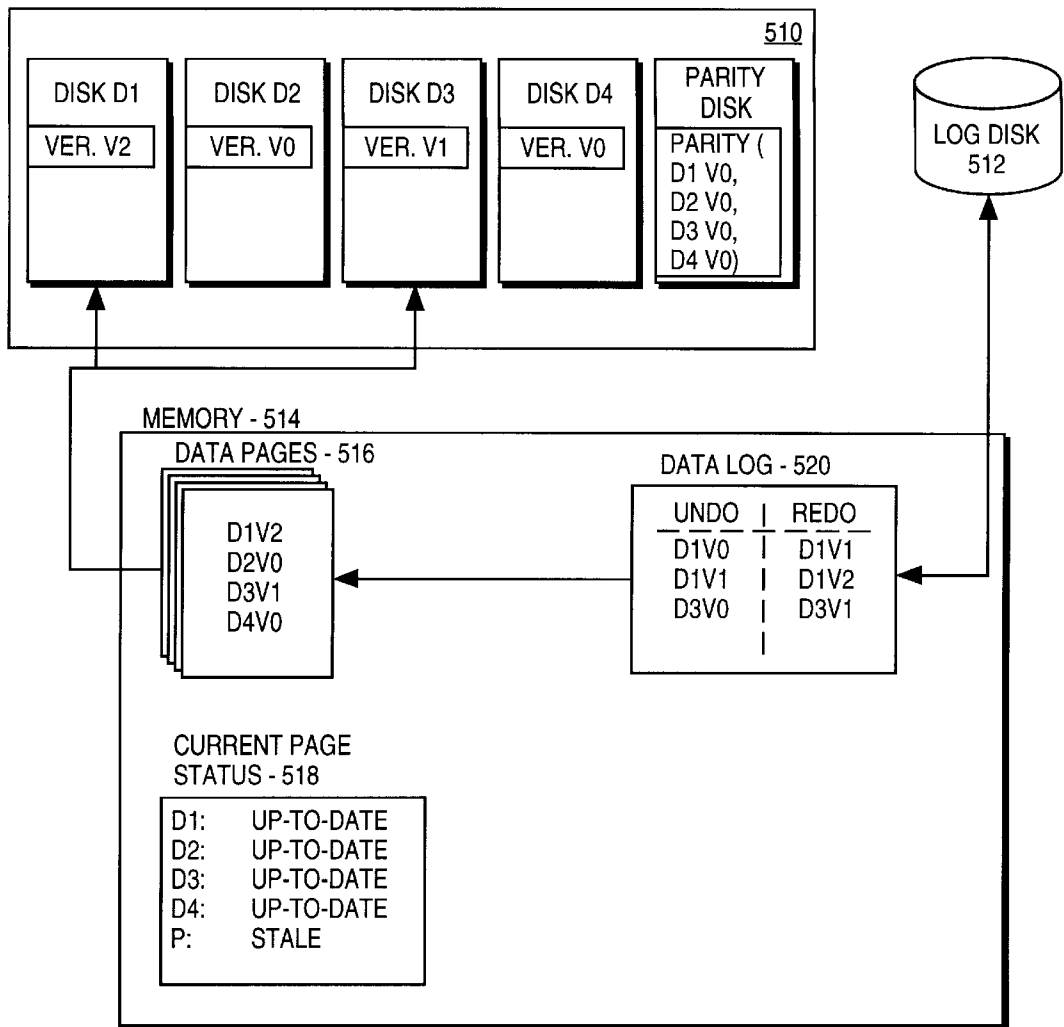 510
DISK D1
VER. V2
DISK D2
VER. V0
DISK D3
VER. V1
DISK D4
VER. V0
PARITY
DISK
PARITY (
D1 V0,
D2 V0,
D3 V0,
D4 V0)
LOG DISK
512
MEMORY - 514
DATA PAGES - 516
D1V2
D2V0
D3V1
D4V0
DATA LOG - 520
UNDO | REDO
D1V0 | D1V1
D1V1 | D1V2
D3V0 | D3V1
CURRENT PAGE
STATUS - 518
D1: UP-TO-DATE
D2: UP-TO-DATE
D3: UP-TO-DATE
D4: UP-TO-DATE
P: STALE